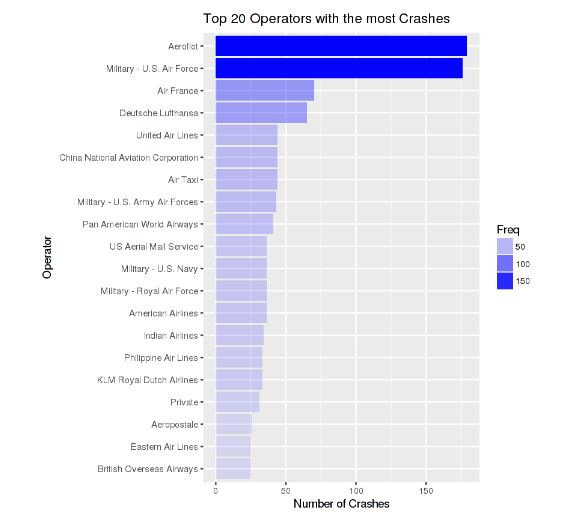 Top 20 Operators with the most Crashes
Aeroflot
Military - U.S. Air Force
Air France
Deutsche Lufthansa
United Air Lines
China National Aviation Corporation
Air Taxi
Military - U.S. Army Air Forces
Pan American World Airways
US Aerial Mail Service
Military - U.S. Navy
Military - Royal Air Force
American Airlines
Indian Airlines
Philippine Air Lines
KLM Royal Dutch Airlines
Private
Aeropostale
Eastern Air Lines
British Overseas Airways
Operator
0 50 100 150
Number of Crashes
Freq
50
100
150